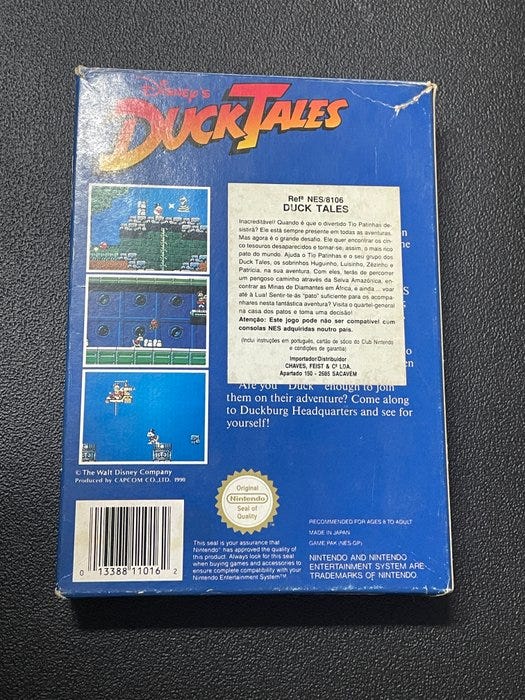 Disney's
DUCKTALES
Refª NES/8106
DUCK TALES
Inacreditável! Quando é que o divertido Tio Patinhas de-
sistirá? Ele está sempre presente em todas as aventuras.
Mas agora é o grande desafio. Ele quer encontrar os cin-
co tesouros desaparecidos e tornar-se, assim, o mais rico
pato do mundo. Ajuda o Tio Patinhas e o seu grupo dos
Duck Tales, os sobrinhos Huguinho, Luisinho, Zézinho e
Patrícia, na sua aventura. Com eles, terás de percorrer
um pengoso caminho através da Selva Amazónica, en-
contrar as Minas de Diamantes em África, e ainda... voar
até à Lua! Sentir-te-ás "pato" suficiente para os acompa-
nhares nesta fantástica aventura? Visita o quartel-general
na casa dos patos e toma uma decisão!
Atenção: Este jogo pode não ser compatível com
consolas NES adquiridas noutro país.
(Inclui instruções em português, cartão de sócio do Club Nintendo
e condições de garantia)
Importador/Distribuidor
CHAVES, FEIST & Cª LDA.
Apartado 150 - 2685 SACAVÉM
Are you "Duck" enough to join
them on their adventure? Come along
to Duckburg Headquarters and see for
yourself!
© The Walt Disney Company
Produced by CAPCOM CO.,LTD. 1990
Original
Nintendo
Seal of
Quality
0 13388 11016 2
This seal is your assurance that
Nintendo® has approved the quality of
this product. Always look for this seal
when buying games and accessories to
ensure complete compatibility with your
Nintendo Entertainment System™
RECOMMENDED FOR AGES 6 TO ADULT
MADE IN JAPAN
GAME PAK (NES-GP)
NINTENDO AND NINTENDO
ENTERTAINMENT SYSTEM ARE
TRADEMARKS OF NINTENDO.